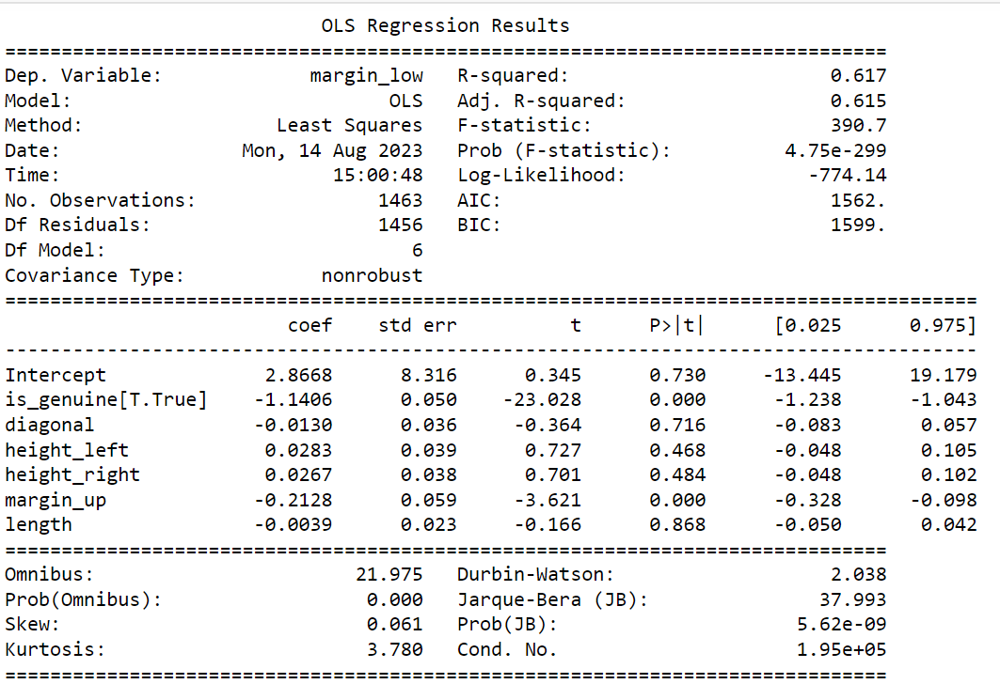 OLS Regression Results
==============================================================================
Dep. Variable:             margin_low   R-squared:                       0.617
Model:                            OLS   Adj. R-squared:                  0.615
Method:                 Least Squares   F-statistic:                     390.7
Date:                Mon, 14 Aug 2023   Prob (F-statistic):          4.75e-299
Time:                        15:00:48   Log-Likelihood:                -774.14
No. Observations:                1463   AIC:                             1562.
Df Residuals:                    1456   BIC:                             1599.
Df Model:                           6
Covariance Type:            nonrobust
======================================================================================
                         coef    std err          t      P>|t|      [0.025      0.975]
--------------------------------------------------------------------------------------
Intercept              2.8668      8.316      0.345      0.730     -13.445      19.179
is_genuine[T.True]    -1.1406      0.050    -23.028      0.000      -1.238      -1.043
diagonal              -0.0130      0.036     -0.364      0.716      -0.083       0.057
height_left            0.0283      0.039      0.727      0.468      -0.048       0.105
height_right           0.0267      0.038      0.701      0.484      -0.048       0.102
margin_up             -0.2128      0.059     -3.621      0.000      -0.328      -0.098
length                -0.0039      0.023     -0.166      0.868      -0.050       0.042
==============================================================================
Omnibus:                       21.975   Durbin-Watson:                   2.038
Prob(Omnibus):                  0.000   Jarque-Bera (JB):               37.993
Skew:                           0.061   Prob(JB):                     5.62e-09
Kurtosis:                       3.780   Cond. No.                     1.95e+05
==============================================================================